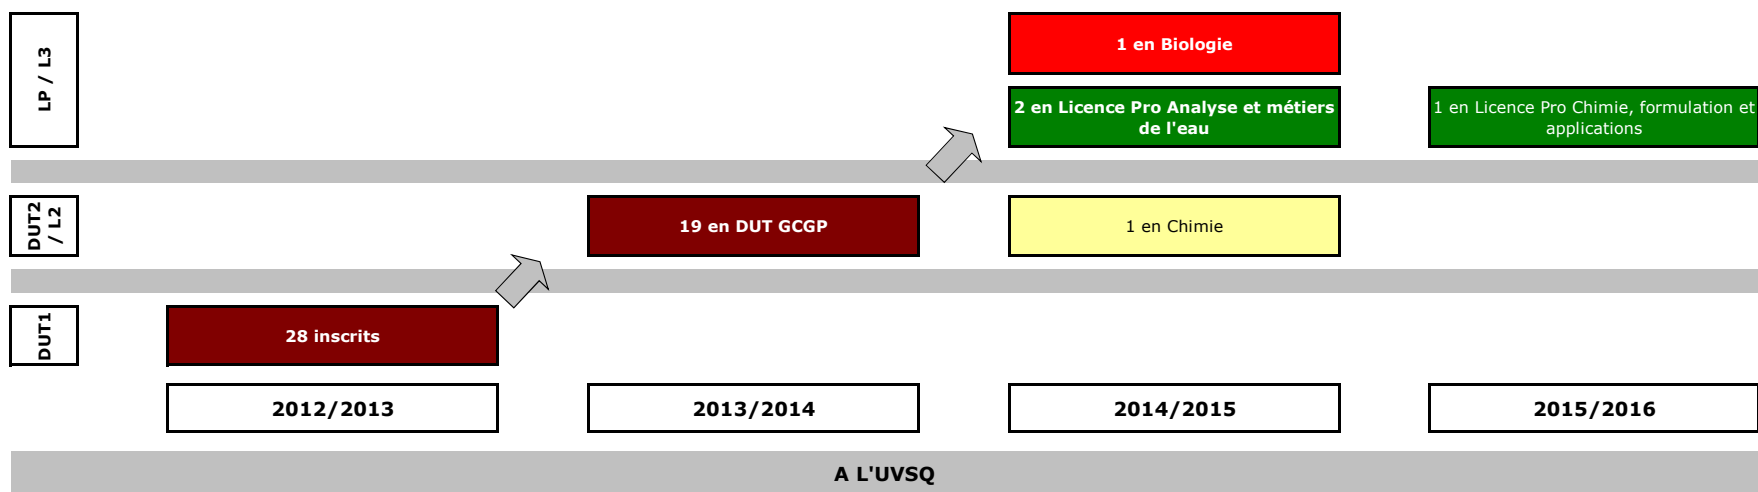 LP / L3
1 en Biologie
2 en Licence Pro Analyse et métiers
de l'eau
1 en Licence Pro Chimie, formulation et
applications
DUT2
/ L2
19 en DUT GCGP
1 en Chimie
DUT1
28 inscrits
2012/2013
2013/2014
2014/2015
2015/2016
A L'UVSQ